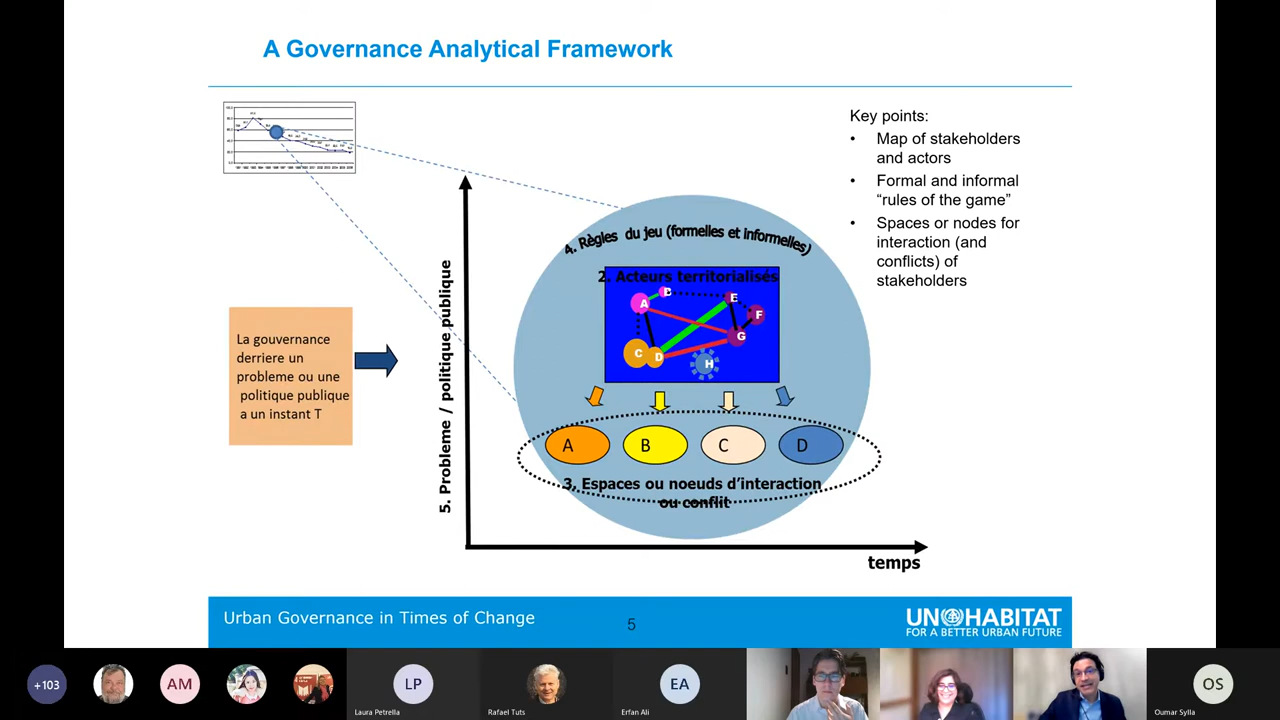 A Governance Analytical Framework
Key points:
• Map of stakeholders
and actors
• Formal and informal
“rules of the game”
• Spaces or nodes for
interaction (and
conflicts) of
stakeholders
4. Règles du jeu (formelles et informelles)
2. Acteurs territorialisés
A
E
F
G
C
D
H
La gouvernance
derriere un
probleme ou une
politique publique
a un instant T
5. Probleme / politique publique
A
B
C
D
3. Espaces ou noeuds d’interaction
ou conflit
temps
Urban Governance in Times of Change
5
UN HABITAT
FOR A BETTER URBAN FUTURE
+103
AM
LP
Laura Petrella
Rafael Tuts
EA
Erfan Ali
OS
Oumar Sylla